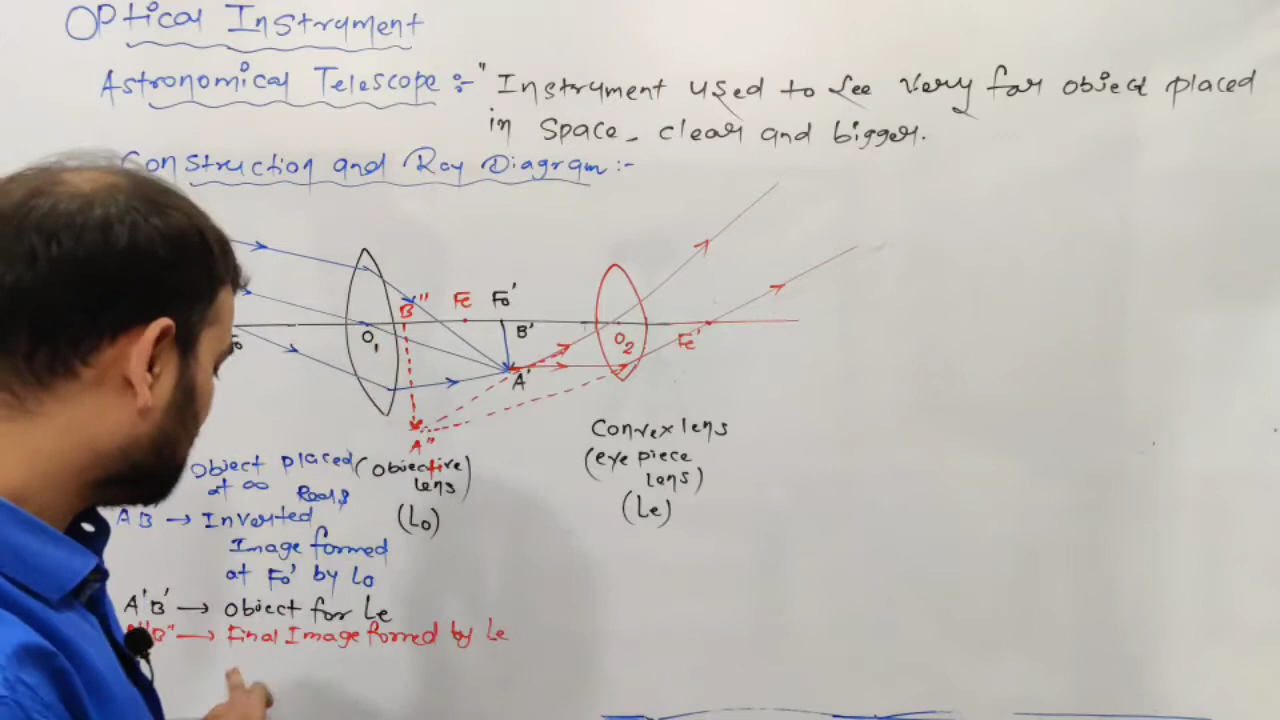 Optical Instrument
Astronomical Telescope :- "Instrument used to see very far object placed
in space - clear and bigger.
Construction and Ray Diagram :-
B" Fe Fo'
O1 B' O2 Fe'
Fo
A'
A"
Convex lens
(eye piece
lens)
(Le)
Object placed
at ∞ Real &
(Objective
lens)
(Lo)
AB → Inverted
Image formed
at Fo' by Lo
A'B' → object for Le
A"B" → Final Image formed by Le